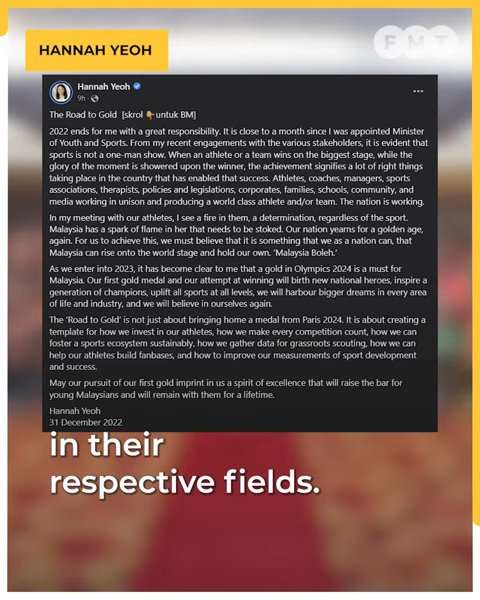 HANNAH YEOH
FMT
Hannah Yeoh
9h ·
The Road to Gold [skrol 👇 untuk BM]
2022 ends for me with a great responsibility. It is close to a month since I was appointed Minister
of Youth and Sports. From my recent engagements with the various stakeholders, it is evident that
sports is not a one-man show. When an athlete or a team wins on the biggest stage, while the
glory of the moment is showered upon the winner, the achievement signifies a lot of right things
taking place in the country that has enabled that success. Athletes, coaches, managers, sports
associations, therapists, policies and legislations, corporates, families, schools, community, and
media working in unison and producing a world class athlete and/or team. The nation is working.
In my meeting with our athletes, I see a fire in them, a determination, regardless of the sport.
Malaysia has a spark of flame in her that needs to be stoked. Our nation yearns for a golden age,
again. For us to achieve this, we must believe that it is something that we as a nation can, that
Malaysia can rise onto the world stage and hold our own. 'Malaysia Boleh.'
As we enter into 2023, it has become clear to me that a gold in Olympics 2024 is a must for
Malaysia. Our first gold medal and our attempt at winning will birth new national heroes, inspire a
generation of champions, uplift all sports at all levels, we will harbour bigger dreams in every area
of life and industry, and we will believe in ourselves again.
The 'Road to Gold' is not just about bringing home a medal from Paris 2024. It is about creating a
template for how we invest in our athletes, how we make every competition count, how we can
foster a sports ecosystem sustainably, how we gather data for grassroots scouting, how we can
help our athletes build fanbases, and how to improve our measurements of sport development
and success.
May our pursuit of our first gold imprint in us a spirit of excellence that will raise the bar for
young Malaysians and will remain with them for a lifetime.
Hannah Yeoh
31 December 2022
in their
respective fields.